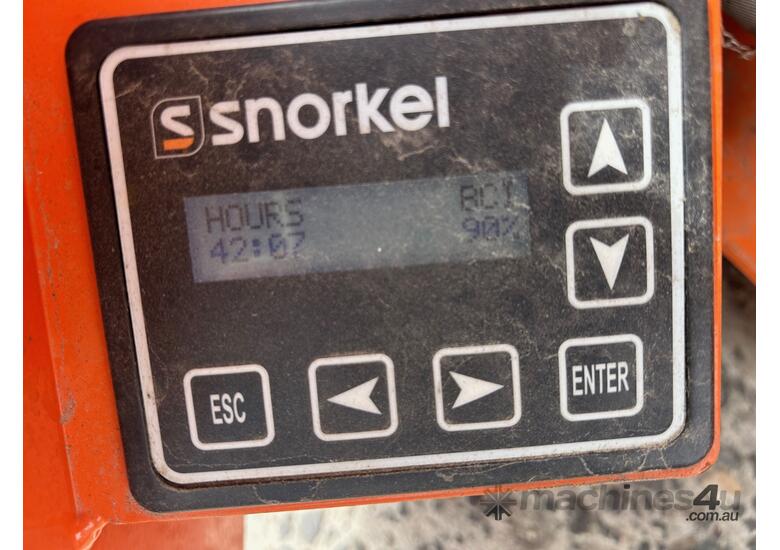 snorkel
HOURS BCI
42:07 90%
ESC
ENTER
machines4u
.com.au